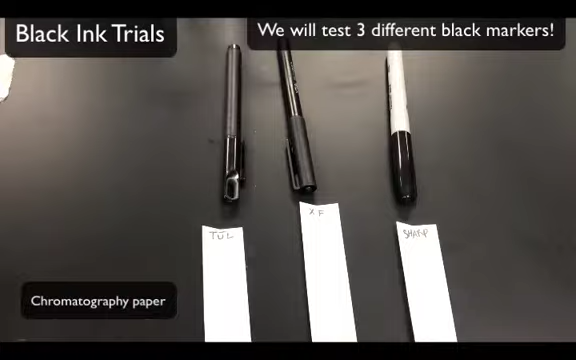 Black Ink Trials
We will test 3 different black markers!
XF
TUL
SHARP
Chromatography paper